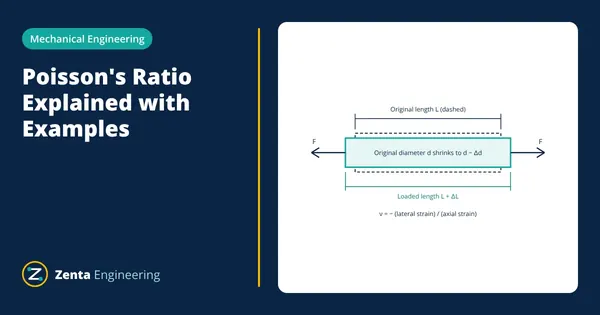 Mechanical Engineering
Poisson's Ratio
Explained with
Examples
Zenta Engineering
Original length L (dashed)
F
F
Original diameter d shrinks to d − Δd
Loaded length L + ΔL
ν = − (lateral strain) / (axial strain)